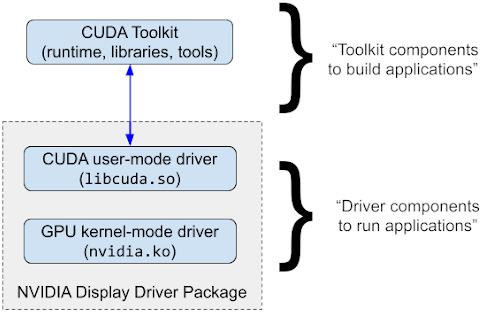 CUDA Toolkit
(runtime, libraries, tools)
“Toolkit components
to build applications”
CUDA user-mode driver
(libcuda.so)
GPU kernel-mode driver
(nvidia.ko)
“Driver components
to run applications”
NVIDIA Display Driver Package